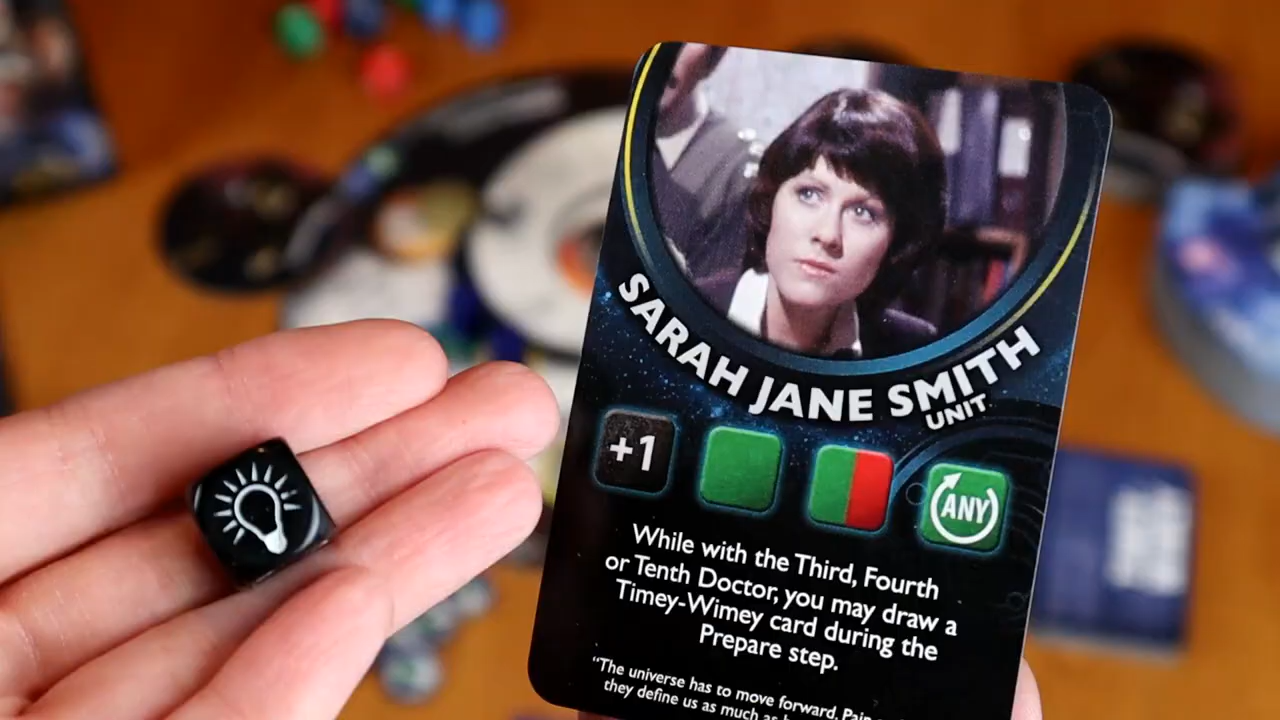 SARAH JANE SMITH
UNIT
+1
ANY
While with the Third, Fourth
or Tenth Doctor, you may draw a
Timey-Wimey card during the
Prepare step.
"The universe has to move forward. Pain
they define us as much as